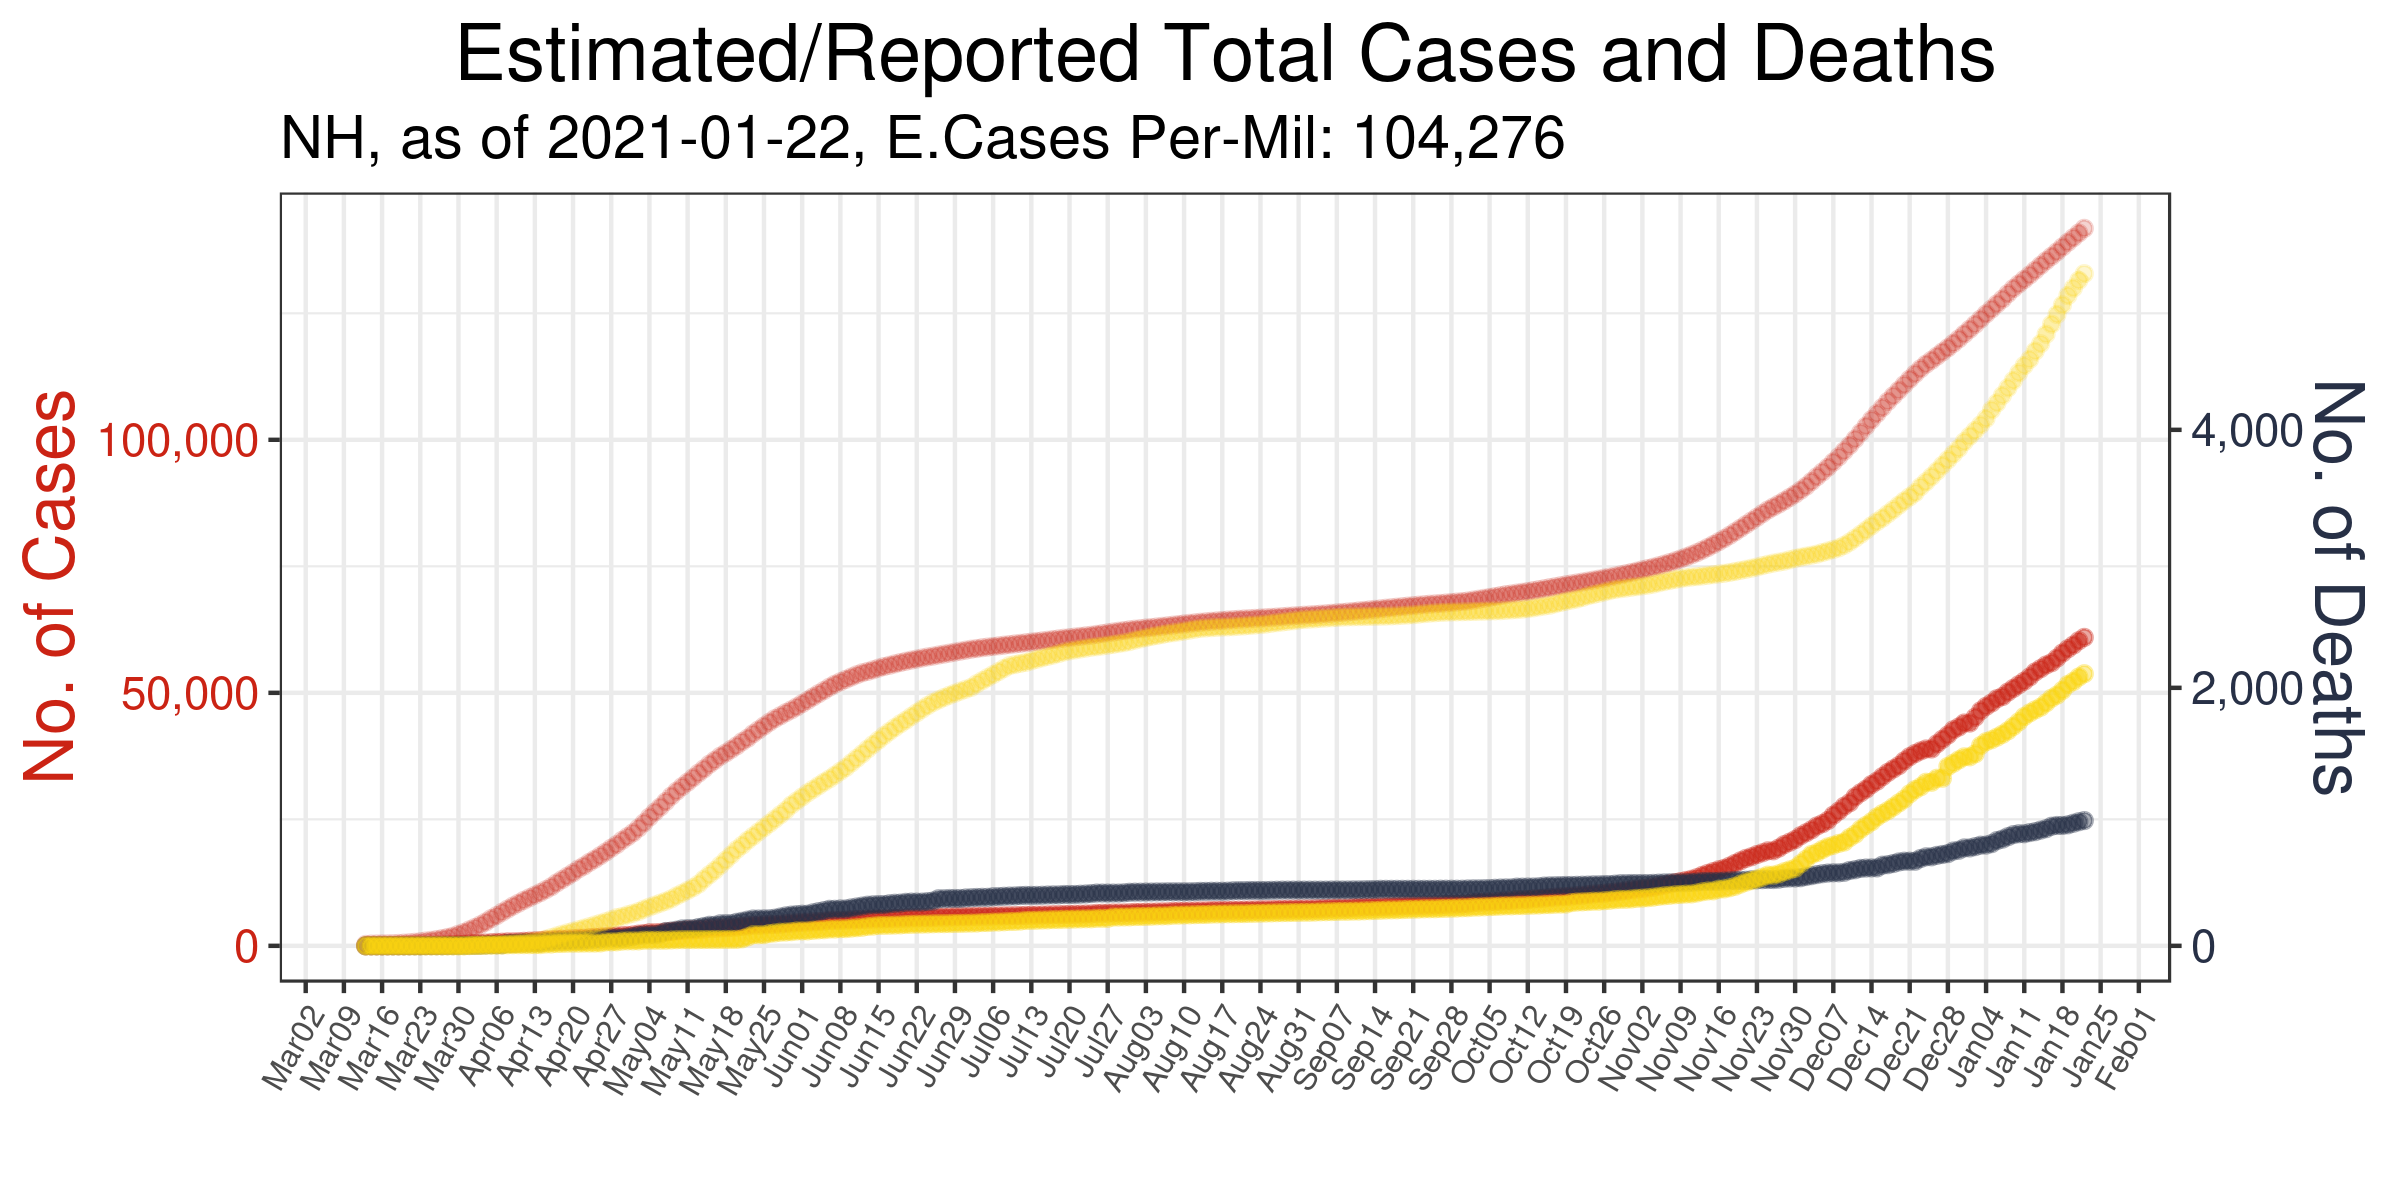 Estimated/Reported Total Cases and Deaths
NH, as of 2021-01-22, E.Cases Per-Mil: 104,276
No. of Cases
100,000
50,000
0
4,000
2,000
0
No. of Deaths
Mar02
Mar09
Mar16
Mar23
Mar30
Apr06
Apr13
Apr20
Apr27
May04
May11
May18
May25
Jun01
Jun08
Jun15
Jun22
Jun29
Jul06
Jul13
Jul20
Jul27
Aug03
Aug10
Aug17
Aug24
Aug31
Sep07
Sep14
Sep21
Sep28
Oct05
Oct12
Oct19
Oct26
Nov02
Nov09
Nov16
Nov23
Nov30
Dec07
Dec14
Dec21
Dec28
Jan04
Jan11
Jan18
Jan25
Feb01